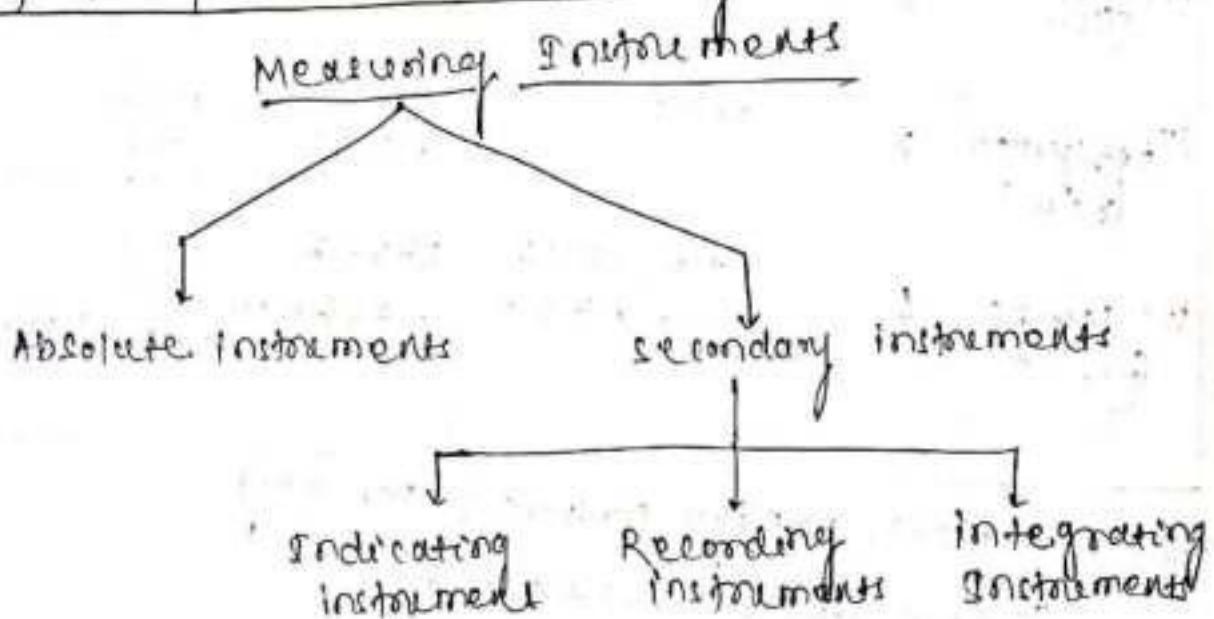 Measuring Instruments
Absolute instruments
secondary instruments
Indicating instrument
Recording instruments
integrating Instruments